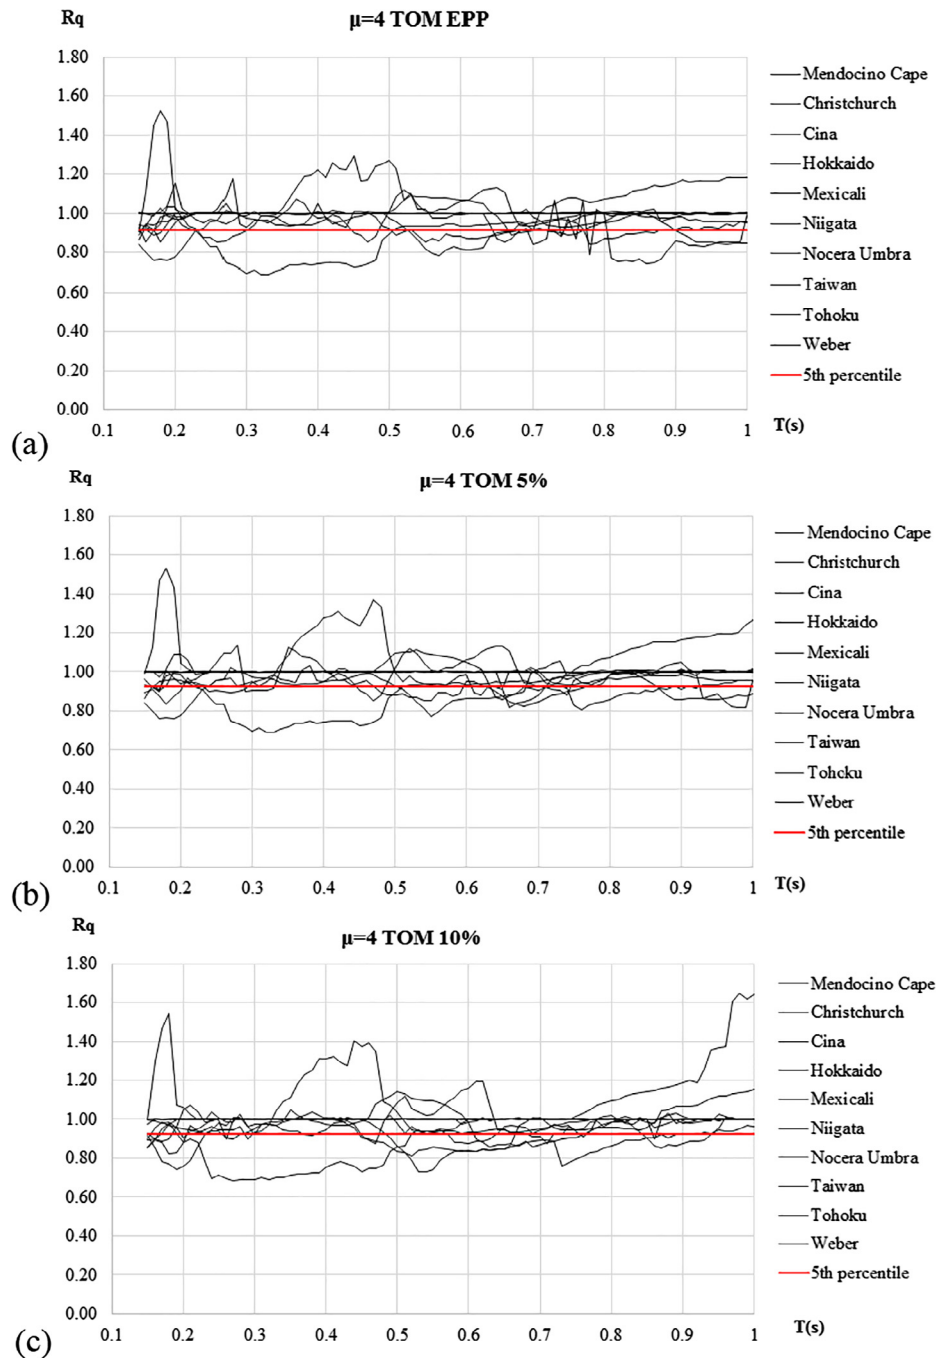 Rq
μ=4 TOM EPP
1.80
1.60
1.40
1.20
1.00
0.80
0.60
0.40
0.20
0.00
0.1 0.2 0.3 0.4 0.5 0.6 0.7 0.8 0.9 1
T(s)
Mendocino Cape
Christchurch
Cina
Hokkaido
Mexicali
Niigata
Nocera Umbra
Taiwan
Tohoku
Weber
5th percentile
(a)
Rq
μ=4 TOM 5%
1.80
1.60
1.40
1.20
1.00
0.80
0.60
0.40
0.20
0.00
0.1 0.2 0.3 0.4 0.5 0.6 0.7 0.8 0.9 1
T(s)
Mendocino Cape
Christchurch
Cina
Hokkaido
Mexicali
Niigata
Nocera Umbra
Taiwan
Tohcku
Weber
5th percentile
(b)
Rq
μ=4 TOM 10%
1.80
1.60
1.40
1.20
1.00
0.80
0.60
0.40
0.20
0.00
0.1 0.2 0.3 0.4 0.5 0.6 0.7 0.8 0.9 1
T(s)
Mendocino Cape
Christchurch
Cina
Hokkaido
Mexicali
Niigata
Nocera Umbra
Taiwan
Tohoku
Weber
5th percentile
(c)